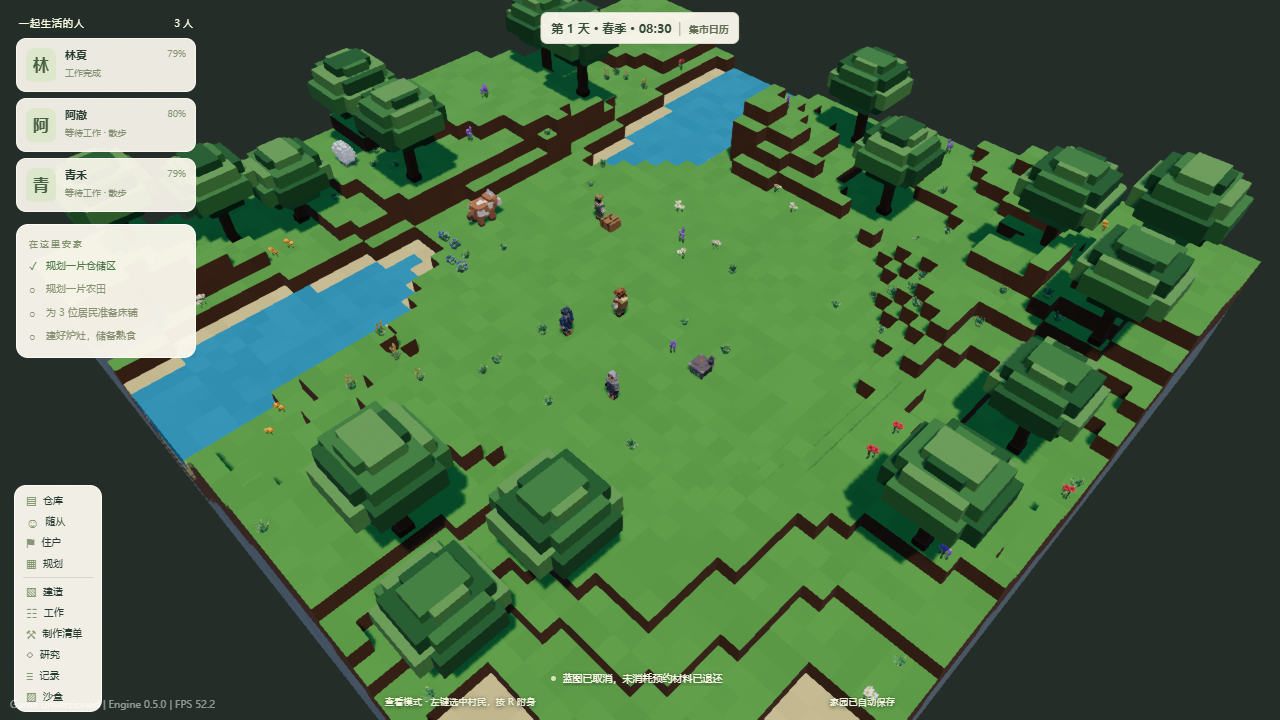 一起生活的人 3 人
第 1 天 • 春季 • 08:30 | 集市日历
林 林夏 79%
工作完成
阿 阿澈 80%
等待工作 · 散步
青 青禾 79%
等待工作 · 散步
在这里安家
✓ 规划一片仓储区
○ 规划一片农田
○ 为 3 位居民准备床铺
○ 建好炉灶，储备熟食
仓库
随从
住户
规划
建造
工作
制作清单
研究
记录
沙盒
蓝图已取消，未消耗预约材料已退还
查看模式 · 左键选中村民，按 R 附身
家园已自动保存
| Engine 0.5.0 | FPS 52.2